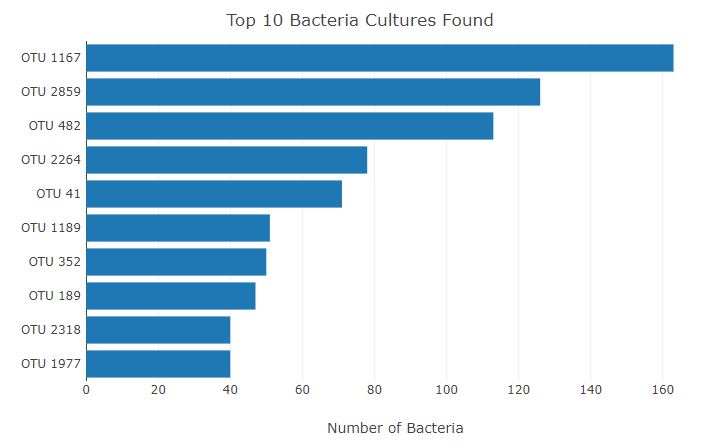 Top 10 Bacteria Cultures Found
OTU 1167
OTU 2859
OTU 482
OTU 2264
OTU 41
OTU 1189
OTU 352
OTU 189
OTU 2318
OTU 1977
0 20 40 60 80 100 120 140 160
Number of Bacteria